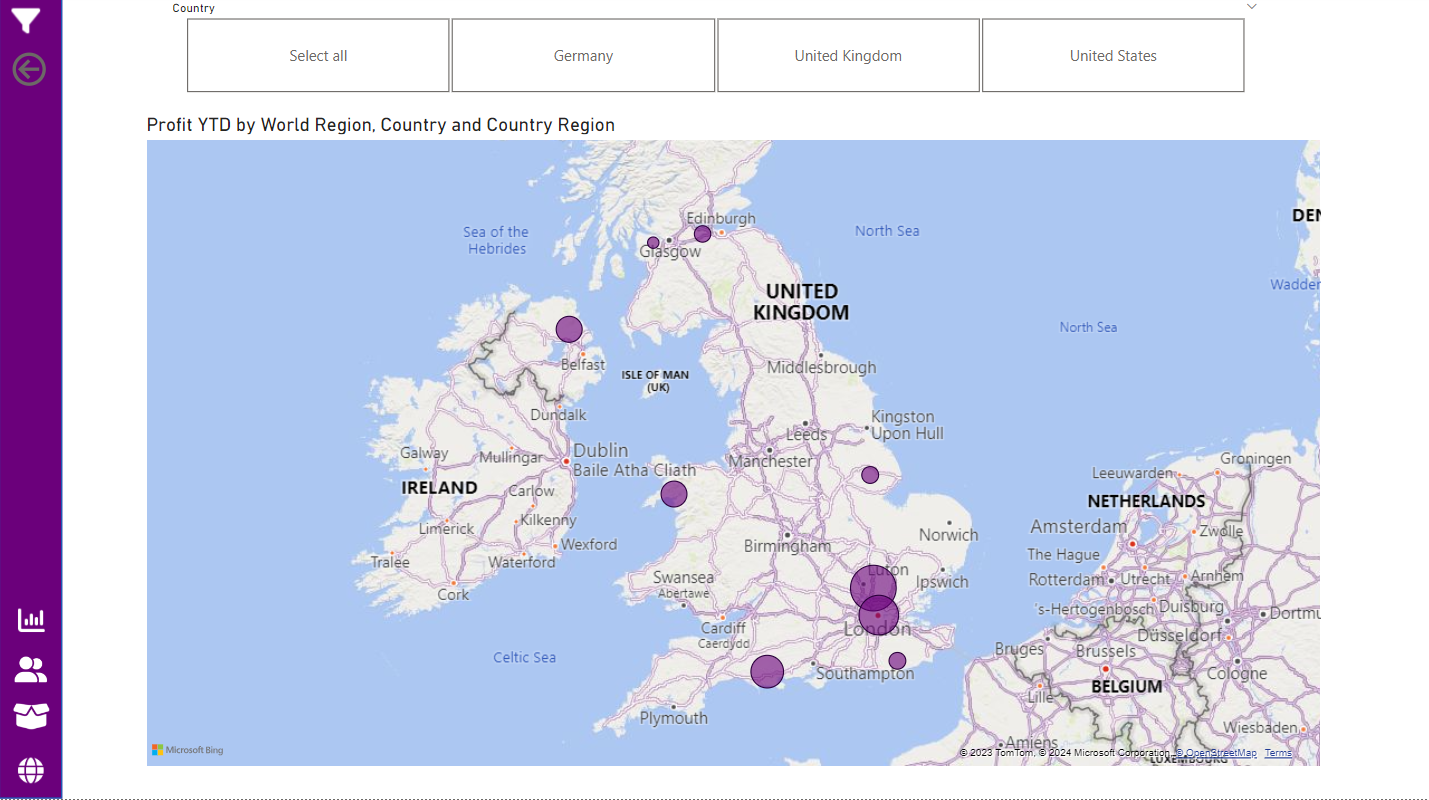 Country
Select all
Germany
United Kingdom
United States
Profit YTD by World Region, Country and Country Region
Edinburgh
Glasgow
Sea of the
Hebrides
North Sea
DEN
UNITED
KINGDOM
Wadden
North Sea
Belfast
ISLE OF MAN
(UK)
Middlesbrough
Dundalk
Kingston
Upon Hull
Leeds
Galway
Mullingar
Dublin
Baile Atha Cliath
Manchester
Groningen
Leeuwarden
IRELAND
Carlow
NETHERLANDS
Limerick
Kilkenny
Norwich
Amsterdam
Zwolle
Tralee
Waterford
Wexford
Birmingham
The Hague
Cork
Swansea
Abertawe
Luton
Ipswich
Rotterdam
Utrecht
Arnhem
's-Hertogenbosch
Duisburg
Dortmu
Cardiff
Caerdydd
London
Düsseldorf
Celtic Sea
Southampton
Bruges
Brussels
Cologne
Plymouth
Lille
BELGIUM
Wiesbaden
Amiens
Microsoft Bing
© 2023 TomTom, © 2024 Microsoft Corporation, © OpenStreetMap Terms
LUXEMBOURG